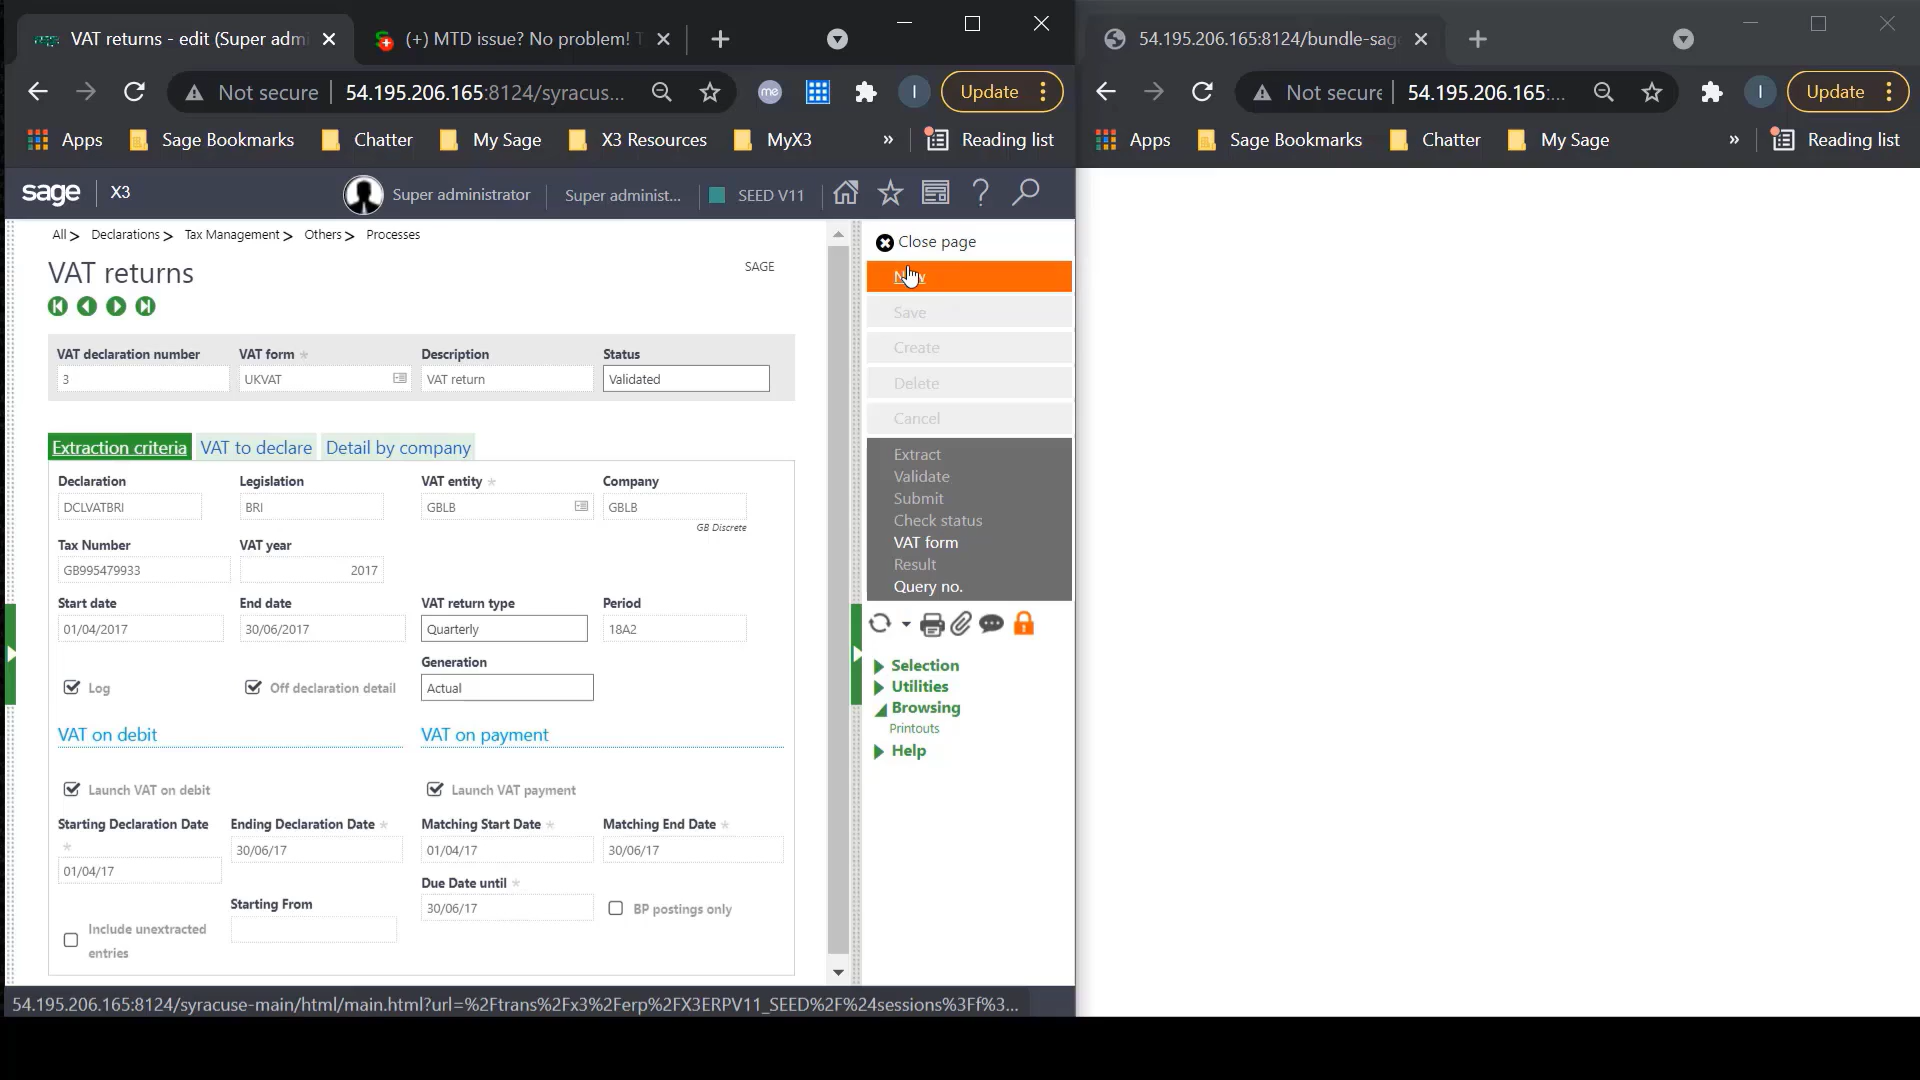 VAT returns - edit (Super adm
(+) MTD issue? No problem! T
54.195.206.165:8124/bundle-sag
Not secure
54.195.206.165:8124/syracus...
me
I
Update
Not secure
54.195.206.165:...
I
Update
Apps
Sage Bookmarks
Chatter
My Sage
X3 Resources
MyX3
»
Reading list
Apps
Sage Bookmarks
Chatter
My Sage
»
Reading list
sage
X3
Super administrator
Super administ...
SEED V11
All > Declarations > Tax Management > Others > Processes
Close page
VAT returns
SAGE
New
Save
Create
Delete
Cancel
VAT declaration number
VAT form *
Description
Status
3
UKVAT
VAT return
Validated
Extraction criteria
VAT to declare
Detail by company
Extract
Validate
Submit
Check status
VAT form
Result
Query no.
Declaration
Legislation
VAT entity *
Company
DCLVATBRI
BRI
GBLB
GBLB
GB Discrete
Tax Number
VAT year
GB995479933
2017
Start date
End date
VAT return type
Period
01/04/2017
30/06/2017
Quarterly
18A2
Generation
Log
Off declaration detail
Actual
Selection
Utilities
Browsing
Printouts
Help
VAT on debit
VAT on payment
Launch VAT on debit
Launch VAT payment
Starting Declaration Date *
Ending Declaration Date *
Matching Start Date *
Matching End Date *
01/04/17
30/06/17
01/04/17
30/06/17
Due Date until *
30/06/17
BP postings only
Starting From
Include unextracted
entries
54.195.206.165:8124/syracuse-main/html/main.html?url=%2Ftrans%2Fx3%2Ferp%2FX3ERPV11_SEED%2F%24sessions%3Ff%3...